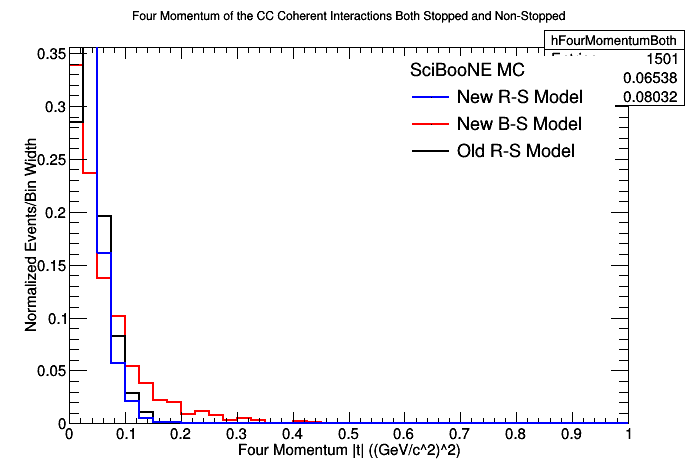 Four Momentum of the CC Coherent Interactions Both Stopped and Non-Stopped
hFourMomentumBoth
1501
0.06538
0.08032
SciBooNE MC
New R-S Model
New B-S Model
Old R-S Model
Normalized Events/Bin Width
0.35
0.3
0.25
0.2
0.15
0.1
0.05
0
0 0.1 0.2 0.3 0.4 0.5 0.6 0.7 0.8 0.9 1
Four Momentum |t| ((GeV/c^2)^2)